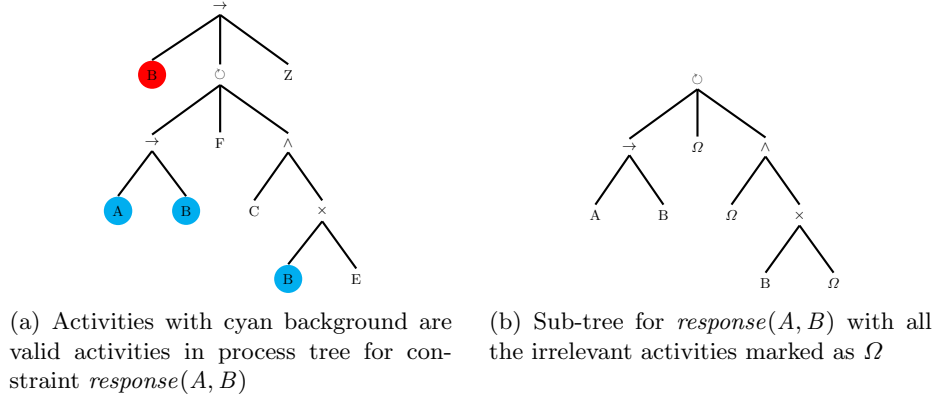 →
B ↻ Z
→ F ∧
A B C ×
B E
(a) Activities with cyan background are
valid activities in process tree for con-
straint response(A, B)
↻
→ Ω ∧
A B Ω ×
B Ω
(b) Sub-tree for response(A, B) with all
the irrelevant activities marked as Ω